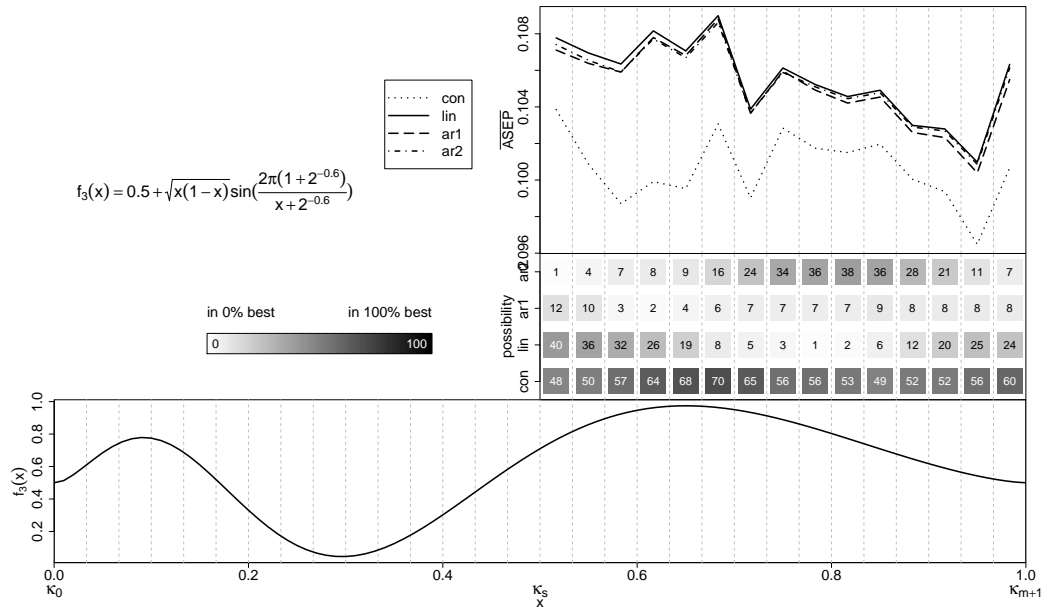 0.108
0.104
0.100
0.096
ASEP
con
lin
ar1
ar2
f₃(x) = 0.5 + √x(1 − x) sin(2π(1 + 2⁻⁰·⁶) / x + 2⁻⁰·⁶)
ar2 1 4 7 8 9 16 24 34 36 38 36 28 21 11 7
ar1 12 10 3 2 4 6 7 7 7 7 9 8 8 8 8
lin 40 36 32 26 19 8 5 3 1 2 6 12 20 25 24
con 48 50 57 64 68 70 65 56 56 53 49 52 52 56 60
possibility
in 0% best in 100% best
0 100
1.0
0.8
0.6
0.4
0.2
f₃(x)
0.0 0.2 0.4 0.6 0.8 1.0
κ₀ κₛ κₘ₊₁
x